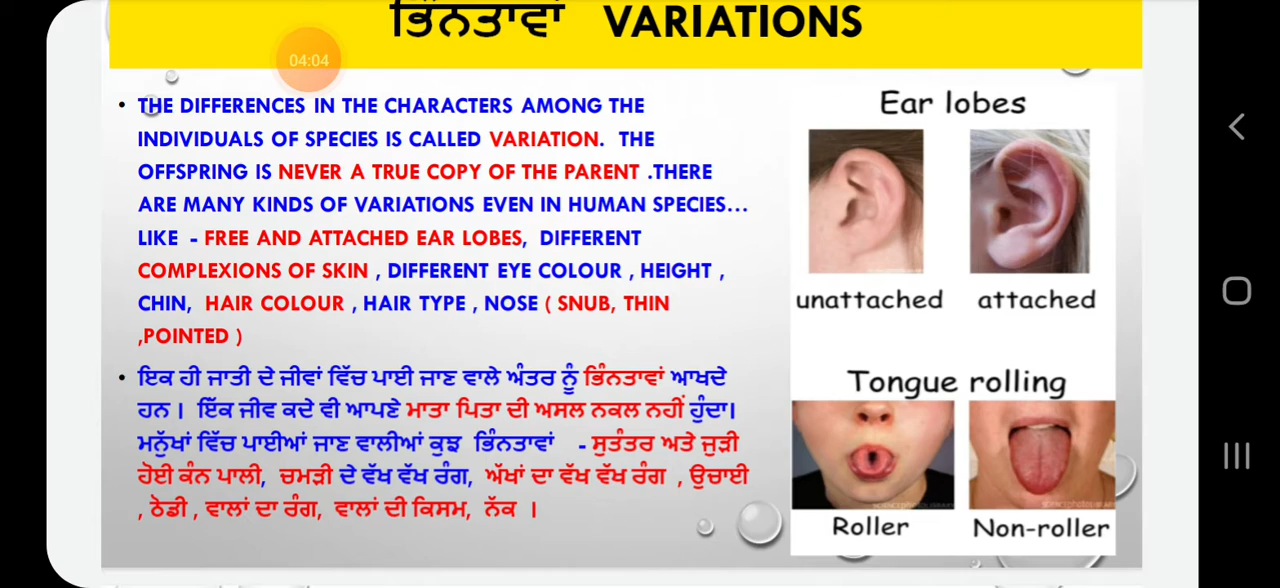 ਭਿੰਨਤਾਵਾਂ VARIATIONS
04:04
• THE DIFFERENCES IN THE CHARACTERS AMONG THE
INDIVIDUALS OF SPECIES IS CALLED VARIATION. THE
OFFSPRING IS NEVER A TRUE COPY OF THE PARENT .THERE
ARE MANY KINDS OF VARIATIONS EVEN IN HUMAN SPECIES...
LIKE - FREE AND ATTACHED EAR LOBES, DIFFERENT
COMPLEXIONS OF SKIN , DIFFERENT EYE COLOUR , HEIGHT ,
CHIN, HAIR COLOUR , HAIR TYPE , NOSE ( SNUB, THIN
,POINTED )
• ਇਕ ਹੀ ਜਾਤੀ ਦੇ ਜੀਵਾਂ ਵਿੱਚ ਪਾਈ ਜਾਣ ਵਾਲੇ ਅੰਤਰ ਨੂੰ ਭਿੰਨਤਾਵਾਂ ਆਖਦੇ
ਹਨ । ਇੱਕ ਜੀਵ ਕਦੇ ਵੀ ਆਪਣੇ ਮਾਤਾ ਪਿਤਾ ਦੀ ਅਸਲ ਨਕਲ ਨਹੀਂ ਹੁੰਦਾ।
ਮਨੁੱਖਾਂ ਵਿੱਚ ਪਾਈਆਂ ਜਾਣ ਵਾਲੀਆਂ ਕੁਝ ਭਿੰਨਤਾਵਾਂ - ਸੁਤੰਤਰ ਅਤੇ ਜੁੜੀ
ਹੋਈ ਕੰਨ ਪਾਲੀ, ਚਮੜੀ ਦੇ ਵੱਖ ਵੱਖ ਰੰਗ, ਅੱਖਾਂ ਦਾ ਵੱਖ ਵੱਖ ਰੰਗ , ਉਚਾਈ
, ਠੋਡੀ , ਵਾਲਾਂ ਦਾ ਰੰਗ, ਵਾਲਾਂ ਦੀ ਕਿਸਮ, ਨੱਕ ।
Ear lobes
unattached attached
Tongue rolling
Roller Non-roller